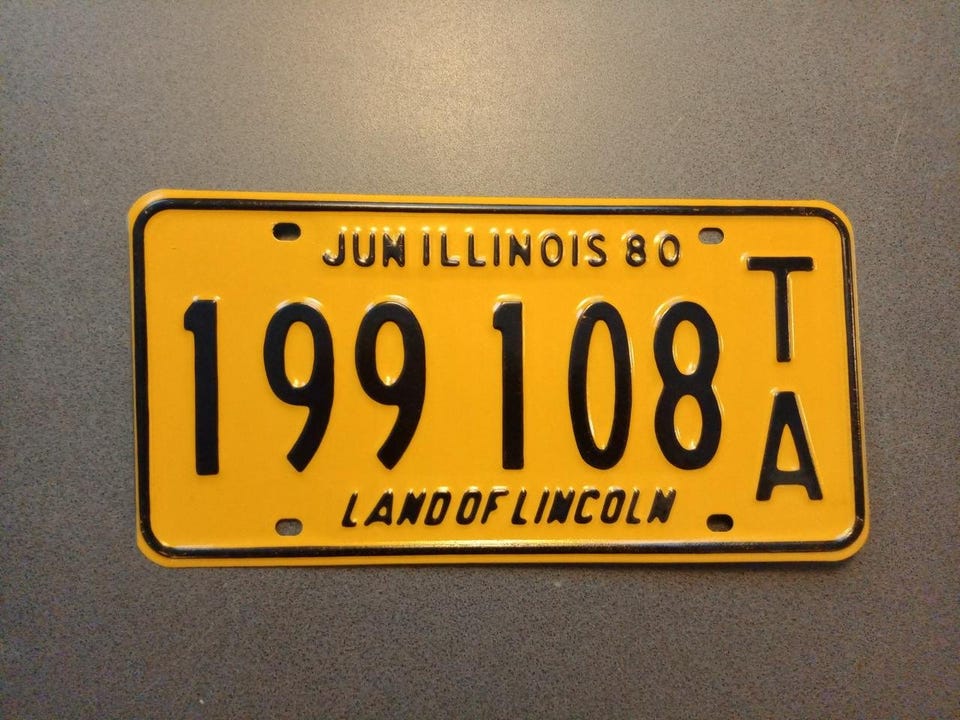 JUN ILLINOIS 80
199 108
T
A
LAND OF LINCOLN